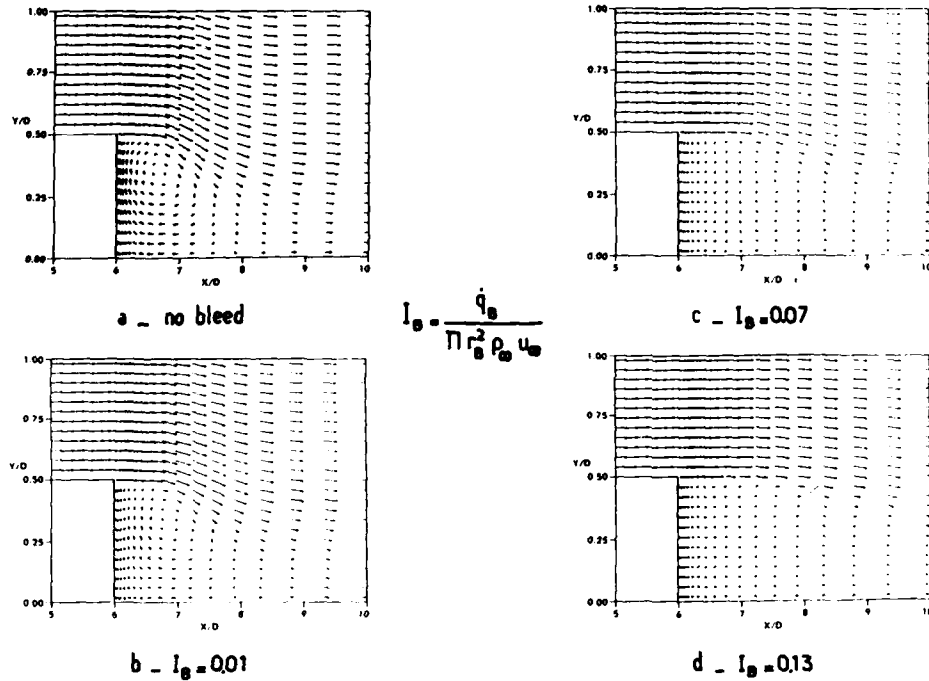 1.00
0.75
Y/D
0.50
0.25
0.00
5 6 7 8 9 10
X/D
a _ no bleed
1.00
0.75
Y/D
0.50
0.25
0.00
5 6 7 8 9 10
X/D
b _ I_B = 0.01
I_B = q̇_B / Π r_B² ρ_∞ u_∞
1.00
0.75
Y/D
0.50
0.25
0.00
5 6 7 8 9 10
X/D
c _ I_B = 0.07
1.00
0.75
Y/D
0.50
0.25
0.00
5 6 7 8 9 10
X/D
d _ I_B = 0.13